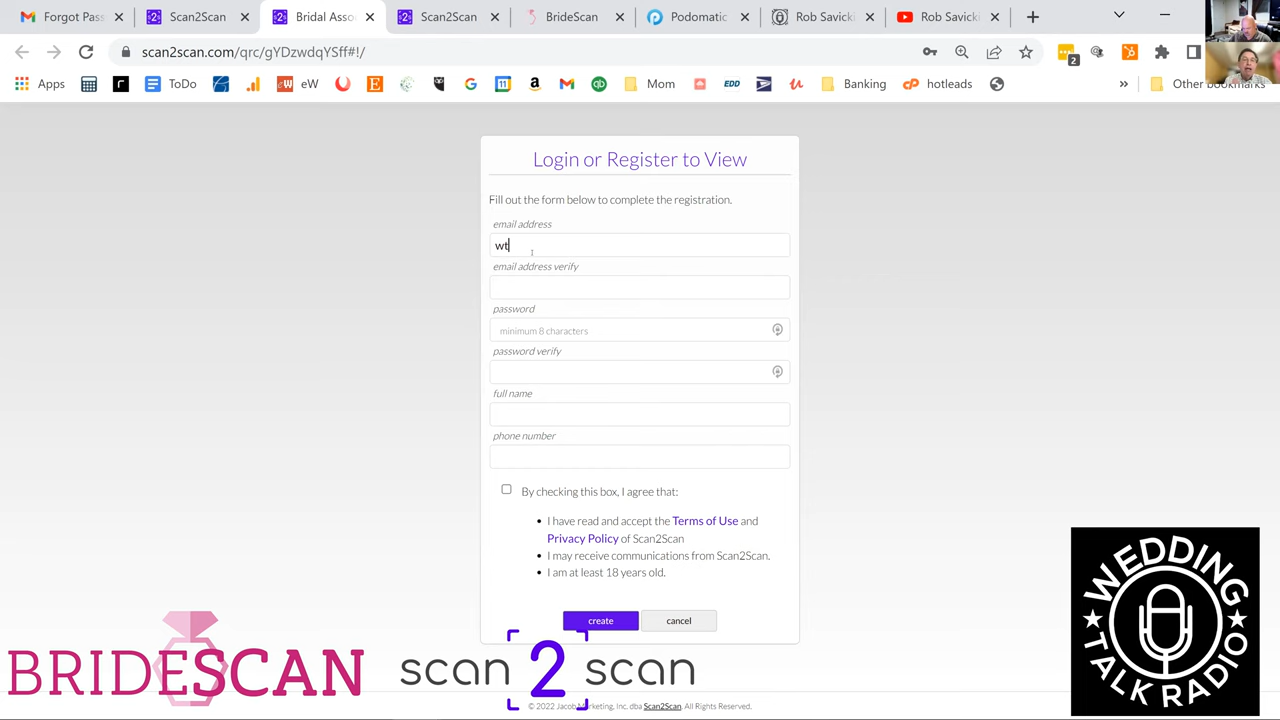 Forgot Pas
Scan2Scan
Bridal Asso
Scan2Scan
BrideScan
Podomatic
Rob Savicki
Rob Savicki
scan2scan.com/qrc/gYDzwdqYSff#!/
2
Apps
ToDo
eW
EDD
Mom
Banking
hotleads
Other bookmarks
Login or Register to View
Fill out the form below to complete the registration.
email address
wt
email address verify
password
minimum 8 characters
password verify
full name
phone number
By checking this box, I agree that:
• I have read and accept the Terms of Use and
Privacy Policy of Scan2Scan
• I may receive communications from Scan2Scan.
• I am at least 18 years old.
create
cancel
BRIDESCAN
scan 2 scan
WEDDING
TALK RADIO
© 2022 Jacob Marketing, Inc. dba Scan2Scan. All Rights Reserved.